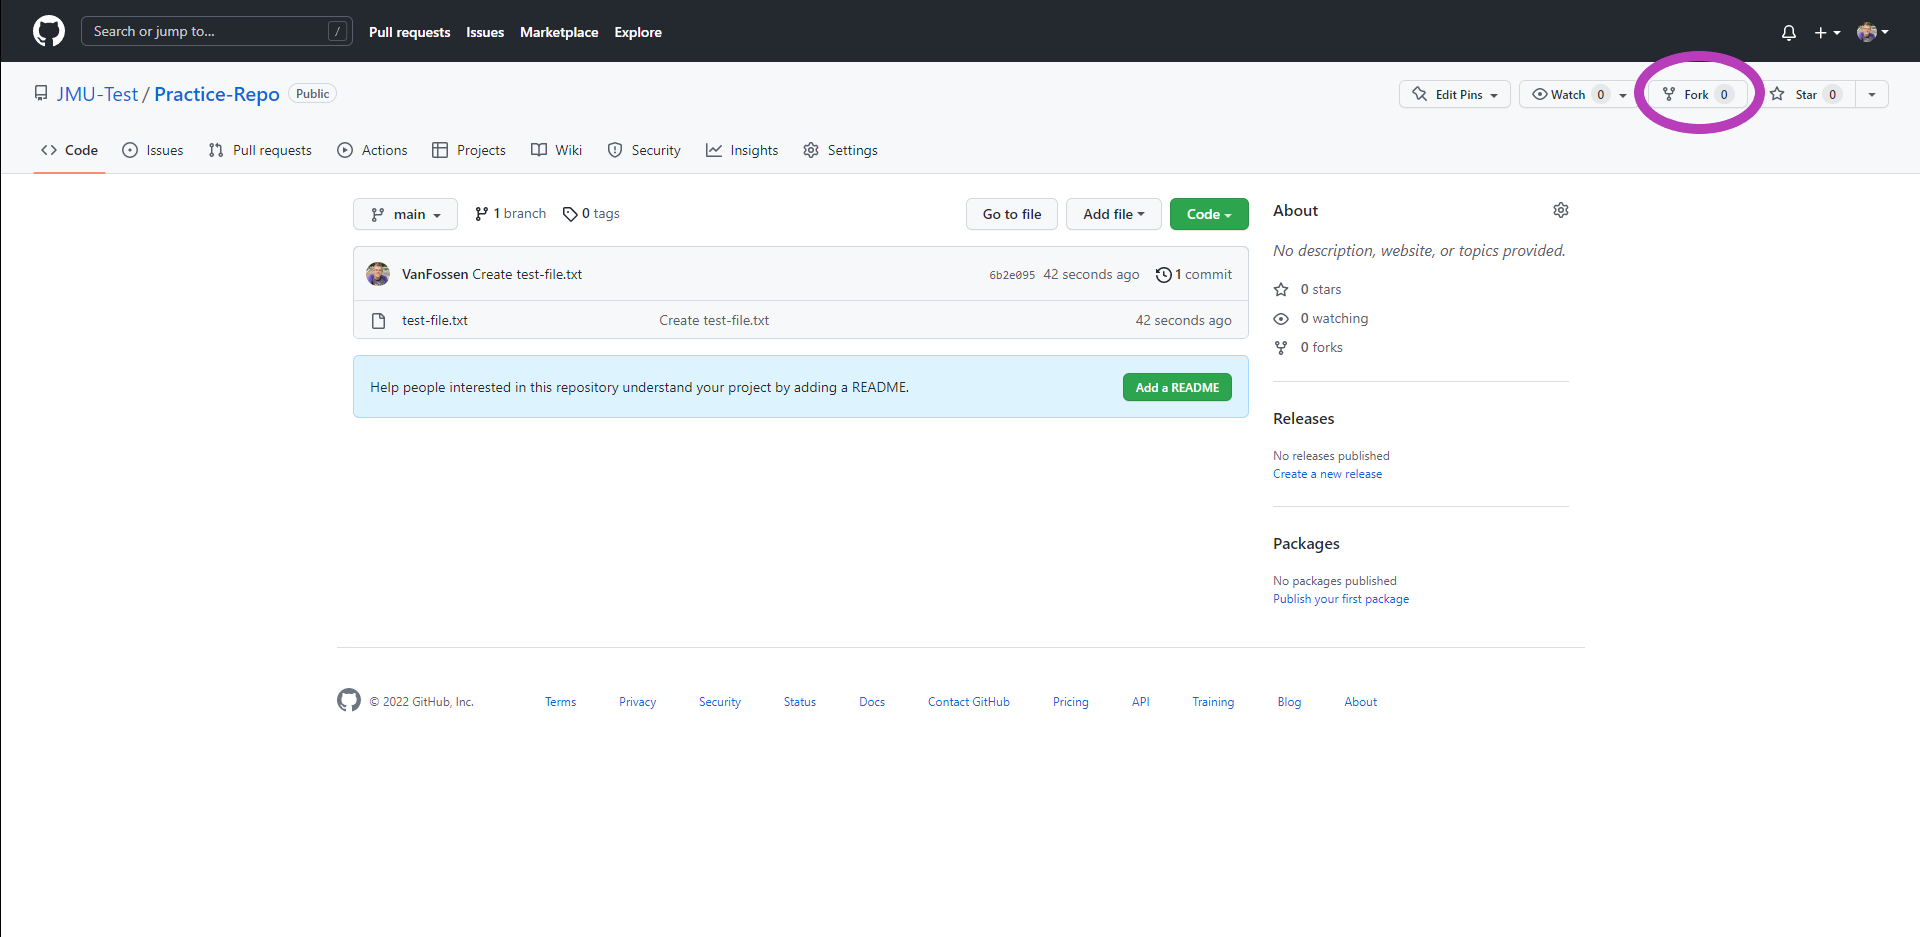 Search or jump to... / Pull requests Issues Marketplace Explore
JMU-Test / Practice-Repo Public Edit Pins Watch 0 Fork 0 Star 0
Code Issues Pull requests Actions Projects Wiki Security Insights Settings
main 1 branch 0 tags Go to file Add file Code
VanFossen Create test-file.txt 6b2e095 42 seconds ago 1 commit
test-file.txt Create test-file.txt 42 seconds ago
Help people interested in this repository understand your project by adding a README. Add a README
About
No description, website, or topics provided.
0 stars
0 watching
0 forks
Releases
No releases published
Create a new release
Packages
No packages published
Publish your first package
© 2022 GitHub, Inc. Terms Privacy Security Status Docs Contact GitHub Pricing API Training Blog About